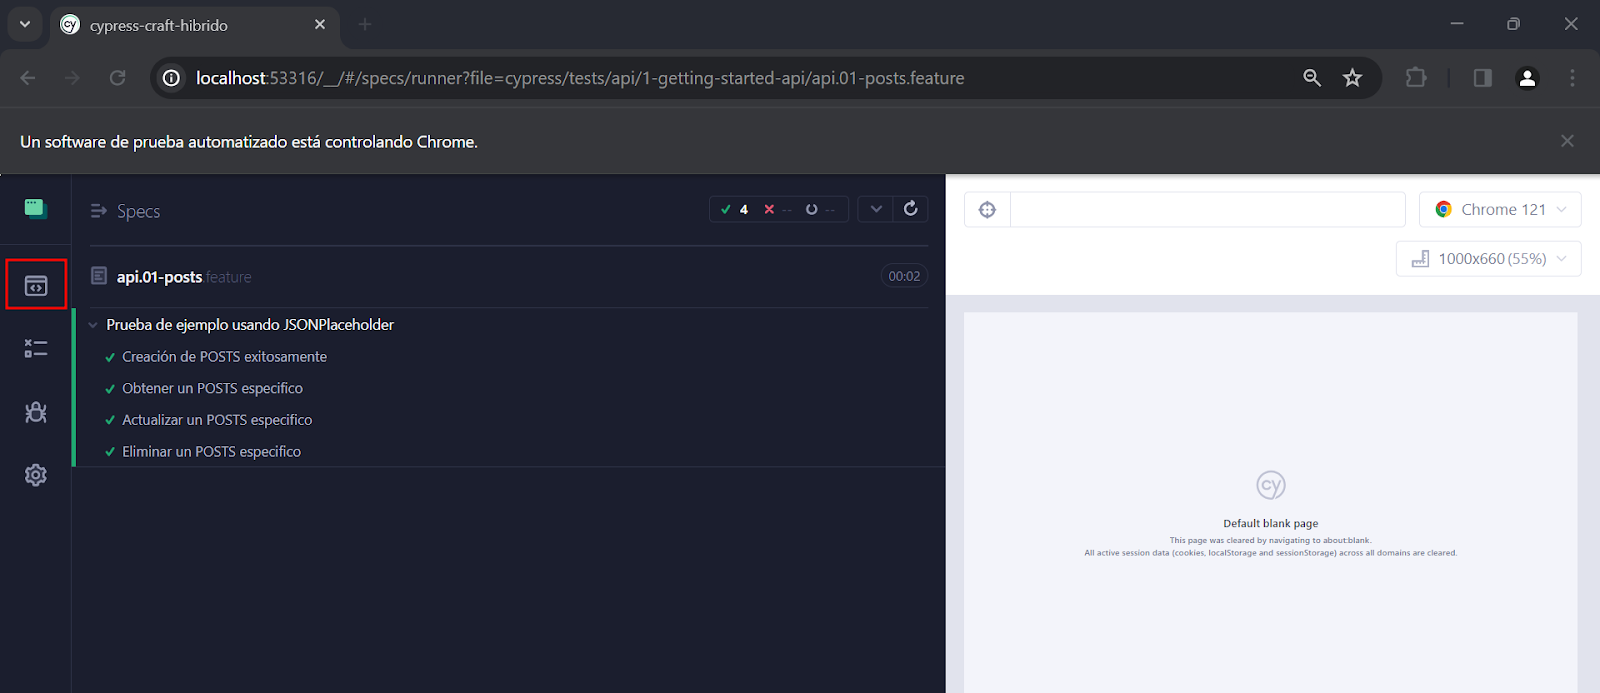 cypress-craft-hibrido
localhost:53316/__/#/specs/runner?file=cypress/tests/api/1-getting-started-api/api.01-posts.feature
Un software de prueba automatizado está controlando Chrome.
Specs
4 -- --
api.01-posts.feature
00:02
Prueba de ejemplo usando JSONPlaceholder
Creación de POSTS exitosamente
Obtener un POSTS especifico
Actualizar un POSTS especifico
Eliminar un POSTS especifico
Chrome 121
1000x660 (55%)
cy
Default blank page
This page was cleared by navigating to about:blank.
All active session data (cookies, localStorage and sessionStorage) across all domains are cleared.